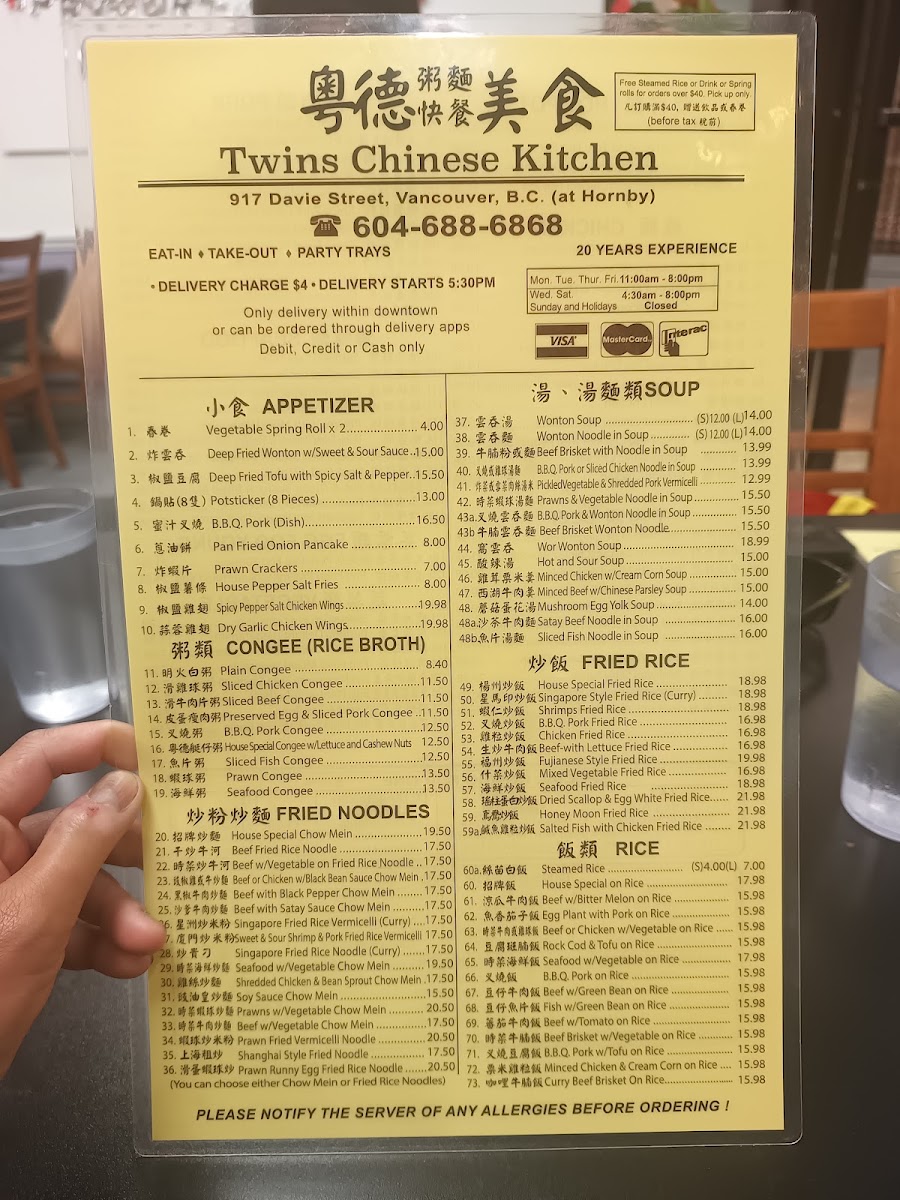 粵德 粥麵快餐 美食
Free Steamed Rice or Drink or Spring
rolls for orders over $40. Pick up only.
凡訂購滿$40, 贈送飲品或春卷
(before tax 稅前)
Twins Chinese Kitchen
917 Davie Street, Vancouver, B.C. (at Hornby)
☎ 604-688-6868
EAT-IN ♦ TAKE-OUT ♦ PARTY TRAYS
20 YEARS EXPERIENCE
• DELIVERY CHARGE $4 • DELIVERY STARTS 5:30PM
Only delivery within downtown
or can be ordered through delivery apps
Debit, Credit or Cash only
Mon. Tue. Thur. Fri. 11:00am - 8:00pm
Wed. Sat. 4:30am - 8:00pm
Sunday and Holidays Closed
VISA MasterCard Interac
小食 APPETIZER
1. 春卷 Vegetable Spring Roll x 2 4.00
2. 炸雲吞 Deep Fried Wonton w/Sweet & Sour Sauce 15.00
3. 椒鹽豆腐 Deep Fried Tofu with Spicy Salt & Pepper 15.50
4. 鍋貼(8隻) Potsticker (8 Pieces) 13.00
5. 蜜汁叉燒 B.B.Q. Pork (Dish) 16.50
6. 蔥油餅 Pan Fried Onion Pancake 8.00
7. 炸蝦片 Prawn Crackers 7.00
8. 椒鹽薯條 House Pepper Salt Fries 8.00
9. 椒鹽雞翅 Spicy Pepper Salt Chicken Wings 19.98
10. 蒜蓉雞翅 Dry Garlic Chicken Wings 19.98
粥類 CONGEE (RICE BROTH)
11. 明火白粥 Plain Congee 8.40
12. 滑雞球粥 Sliced Chicken Congee 11.50
13. 滑牛肉片粥 Sliced Beef Congee 11.50
14. 皮蛋瘦肉粥 Preserved Egg & Sliced Pork Congee 11.50
15. 叉燒粥 B.B.Q. Pork Congee 12.50
16. 粵德艇仔粥 House Special Congee w/Lettuce and Cashew Nuts 12.50
17. 魚片粥 Sliced Fish Congee 12.50
18. 蝦球粥 Prawn Congee 13.50
19. 海鮮粥 Seafood Congee 13.50
炒粉炒麵 FRIED NOODLES
20. 招牌炒麵 House Special Chow Mein 19.50
21. 干炒牛河 Beef Fried Rice Noodle 17.50
22. 時菜炒牛河 Beef w/Vegetable on Fried Rice Noodle 17.50
23. 豉椒雞或牛炒麵 Beef or Chicken w/Black Bean Sauce Chow Mein 17.50
24. 黑椒牛肉炒麵 Beef with Black Pepper Chow Mein 17.50
25. 沙爹牛肉炒麵 Beef with Satay Sauce Chow Mein 17.50
26. 星洲炒米粉 Singapore Fried Rice Vermicelli (Curry) 17.50
7. 廈門炒米粉 Sweet & Sour Shrimp & Pork Fried Rice Vermicelli 17.50
28. 炒貴刁 Singapore Fried Rice Noodle (Curry) 17.50
29. 時菜海鮮炒麵 Seafood w/Vegetable Chow Mein 19.50
30. 雞絲炒麵 Shredded Chicken & Bean Sprout Chow Mein 17.50
31. 豉油皇炒麵 Soy Sauce Chow Mein 15.50
32. 時菜蝦球炒麵 Prawns w/Vegetable Chow Mein 20.50
33. 時菜牛肉炒麵 Beef w/Vegetable Chow Mein 17.50
34. 蝦球炒米粉 Prawn Fried Vermicelli Noodle 20.50
35. 上海粗炒 Shanghai Style Fried Noodle 17.50
36. 滑蛋蝦球炒 Prawn Runny Egg Fried Rice Noodle 20.50
(You can choose either Chow Mein or Fried Rice Noodles)
湯、湯麵類 SOUP
37. 雲吞湯 Wonton Soup (S)12.00 (L)14.00
38. 雲吞麵 Wonton Noodle in Soup (S)12.00 (L)14.00
39. 牛腩粉或麵 Beef Brisket with Noodle in Soup 13.99
40. 叉燒或雞球湯麵 B.B.Q. Pork or Sliced Chicken Noodle in Soup 13.99
41. 炸菜或雪菜肉絲湯米 PickledVegetable & Shredded Pork Vermicelli 12.99
42. 時菜蝦球湯麵 Prawns & Vegetable Noodle in Soup 15.50
43a. 叉燒雲吞麵 B.B.Q. Pork & Wonton Noodle in Soup 15.50
43b 牛腩雲吞麵 Beef Brisket Wonton Noodle 15.50
44. 窩雲吞 Wor Wonton Soup 18.99
45. 酸辣湯 Hot and Sour Soup 15.00
46. 雞茸粟米羹 Minced Chicken w/Cream Corn Soup 15.00
47. 西湖牛肉羹 Minced Beef w/Chinese Parsley Soup 15.00
48. 蘑菇蛋花湯 Mushroom Egg Yolk Soup 14.00
48a. 沙茶牛肉麵 Satay Beef Noodle in Soup 16.00
48b. 魚片湯麵 Sliced Fish Noodle in Soup 16.00
炒飯 FRIED RICE
49. 楊州炒飯 House Special Fried Rice 18.98
50. 星馬印炒飯 Singapore Style Fried Rice (Curry) 18.98
51. 蝦仁炒飯 Shrimps Fried Rice 18.98
52. 叉燒炒飯 B.B.Q. Pork Fried Rice 16.98
53. 雞粒炒飯 Chicken Fried Rice 16.98
54. 生炒牛肉飯 Beef-with Lettuce Fried Rice 16.98
55. 福州炒飯 Fujianese Style Fried Rice 19.98
56. 什菜炒飯 Mixed Vegetable Fried Rice 16.98
57. 海鮮炒飯 Seafood Fried Rice 18.98
58. 瑤柱蛋白炒飯 Dried Scallop & Egg White Fried Rice 21.98
59. 鴛鴦炒飯 Honey Moon Fried Rice 21.98
59a. 鹹魚雞粒炒飯 Salted Fish with Chicken Fried Rice 21.98
飯類 RICE
60a. 絲苗白飯 Steamed Rice (S)4.00(L) 7.00
60. 招牌飯 House Special on Rice 17.98
61. 涼瓜牛肉飯 Beef w/Bitter Melon on Rice 15.98
62. 魚香茄子飯 Egg Plant with Pork on Rice 15.98
63. 時菜牛肉或雞球飯 Beef or Chicken w/Vegetable on Rice 15.98
64. 豆腐斑腩飯 Rock Cod & Tofu on Rice 15.98
65. 時菜海鮮飯 Seafood w/Vegetable on Rice 17.98
66. 叉燒飯 B.B.Q. Pork on Rice 15.98
67. 豆仔牛肉飯 Beef w/Green Bean on Rice 15.98
68. 豆仔魚片飯 Fish w/Green Bean on Rice 15.98
69. 蕃茄牛肉飯 Beef w/Tomato on Rice 15.98
70. 時菜牛腩飯 Beef Brisket w/Vegetable on Rice 15.98
71. 叉燒豆腐飯 B.B.Q. Pork w/Tofu on Rice 15.98
72. 粟米雞粒飯 Minced Chicken & Cream Corn on Rice 15.98
73. 咖哩牛腩飯 Curry Beef Brisket On Rice 15.98
PLEASE NOTIFY THE SERVER OF ANY ALLERGIES BEFORE ORDERING !